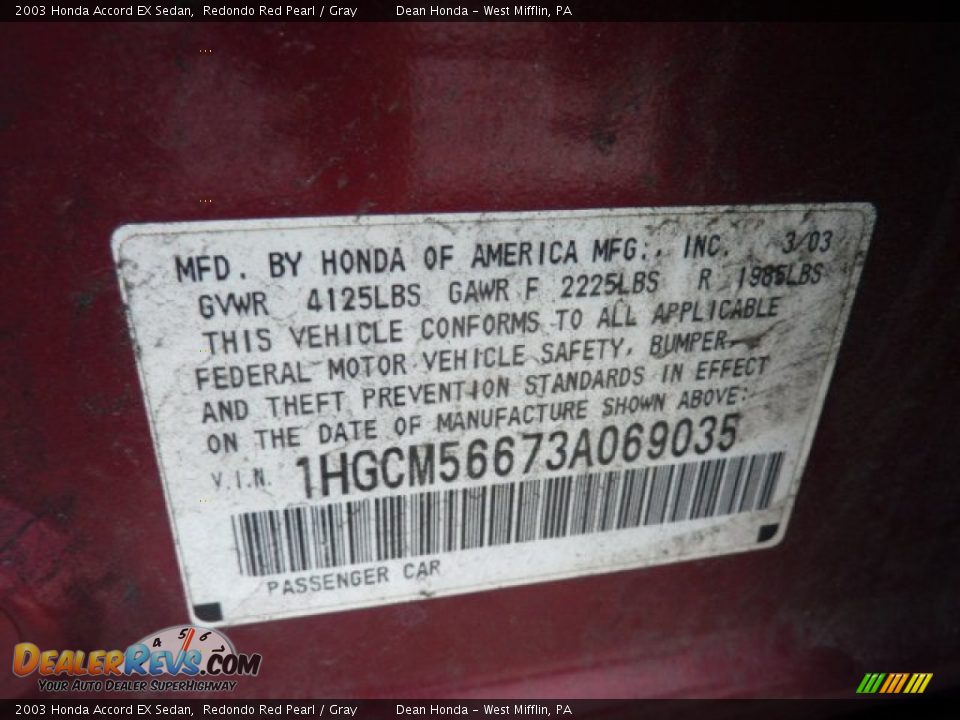 2003 Honda Accord EX Sedan, Redondo Red Pearl / Gray Dean Honda - West Mifflin, PA
MFD. BY HONDA OF AMERICA MFG., INC. 3/03
GVWR 4125LBS GAWR F 2225LBS R 1985LBS
THIS VEHICLE CONFORMS TO ALL APPLICABLE
FEDERAL MOTOR VEHICLE SAFETY, BUMPER,
AND THEFT PREVENTION STANDARDS IN EFFECT
ON THE DATE OF MANUFACTURE SHOWN ABOVE:
V.I.N. 1HGCM56673A069035
PASSENGER CAR
4 5 6
DEALERREVS.COM
YOUR AUTO DEALER SUPERHIGHWAY
2003 Honda Accord EX Sedan, Redondo Red Pearl / Gray Dean Honda - West Mifflin, PA